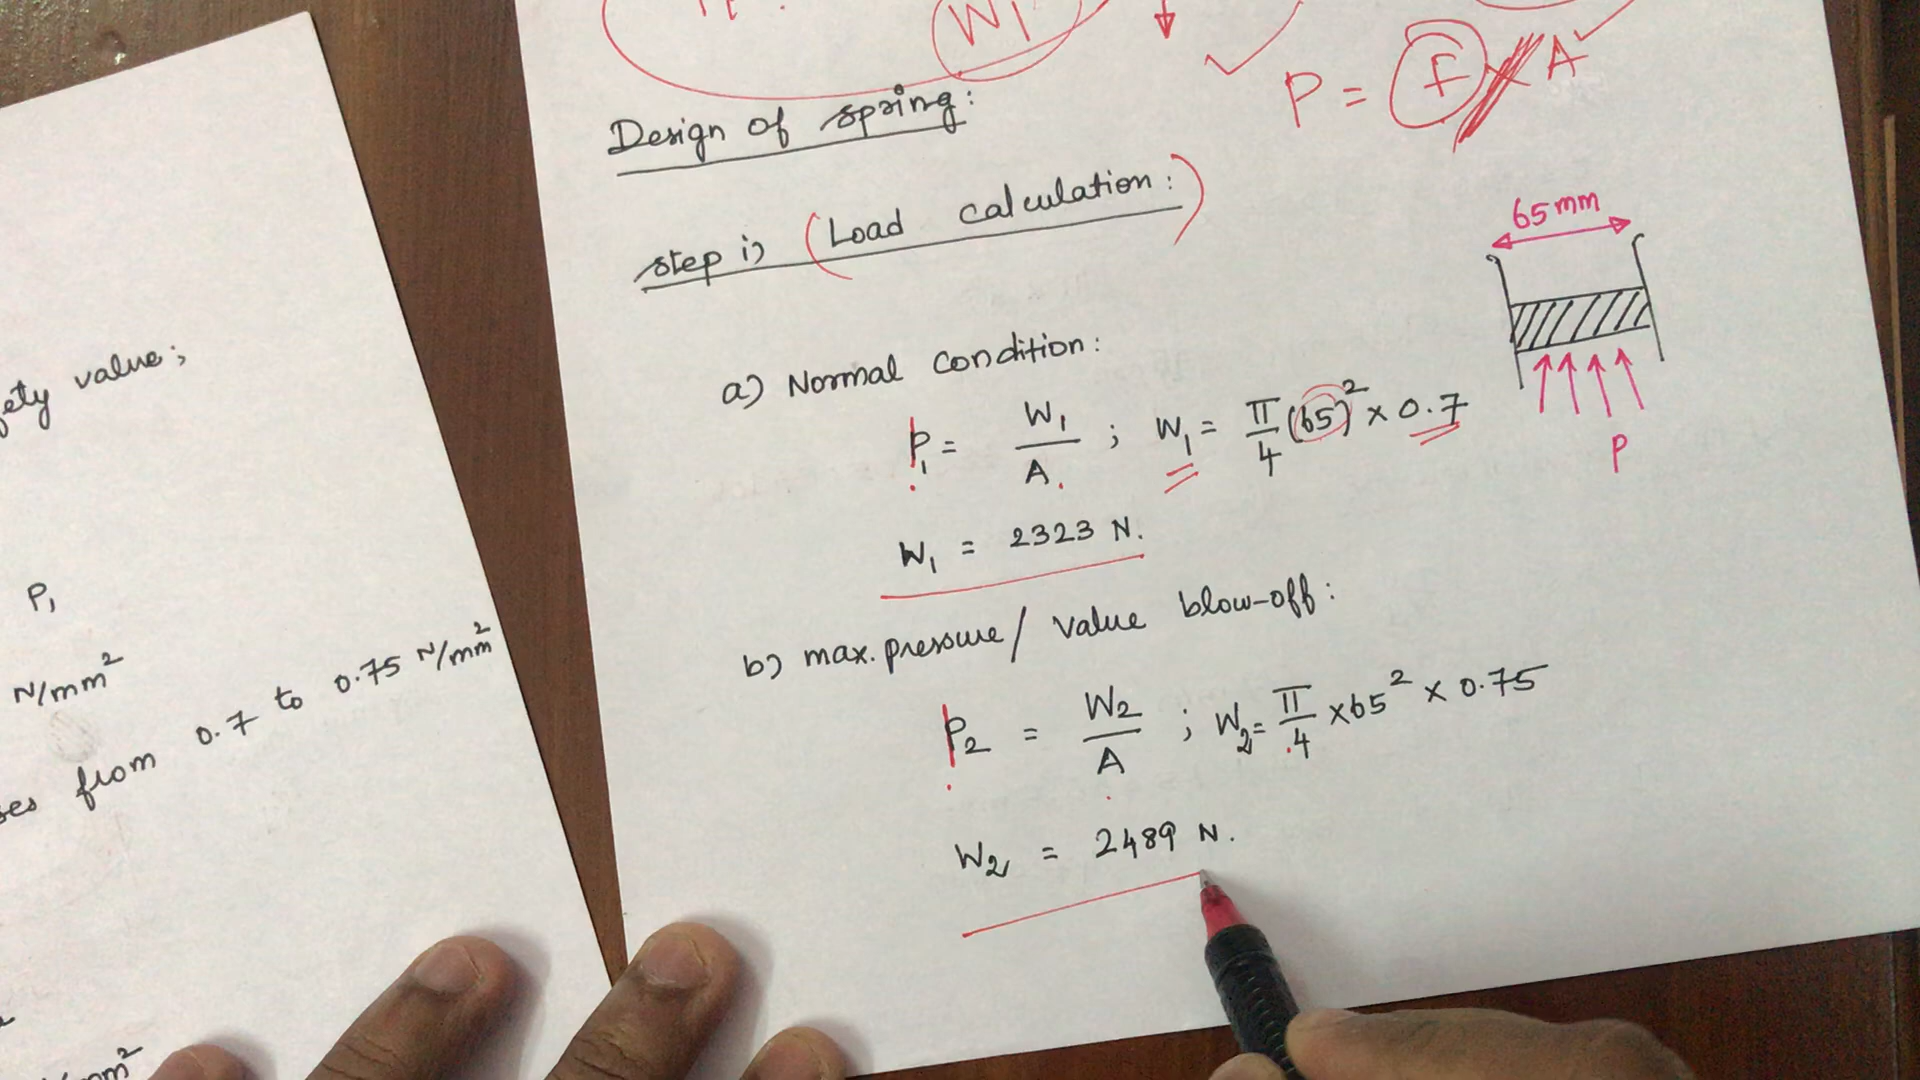 W1
P = F A
Design of spring:
step i) (Load calculation:)
65mm
a) Normal Condition:
P1 = W1/A ; W1 = π/4 (65)² × 0.7
P
W1 = 2323 N.
b) max.pressure/ Value blow-off:
P2 = W2/A ; W2 = π/4 × 65² × 0.75
W2 = 2489 N.
ety value;
P1
N/mm²
es from 0.7 to 0.75 N/mm²
mm²